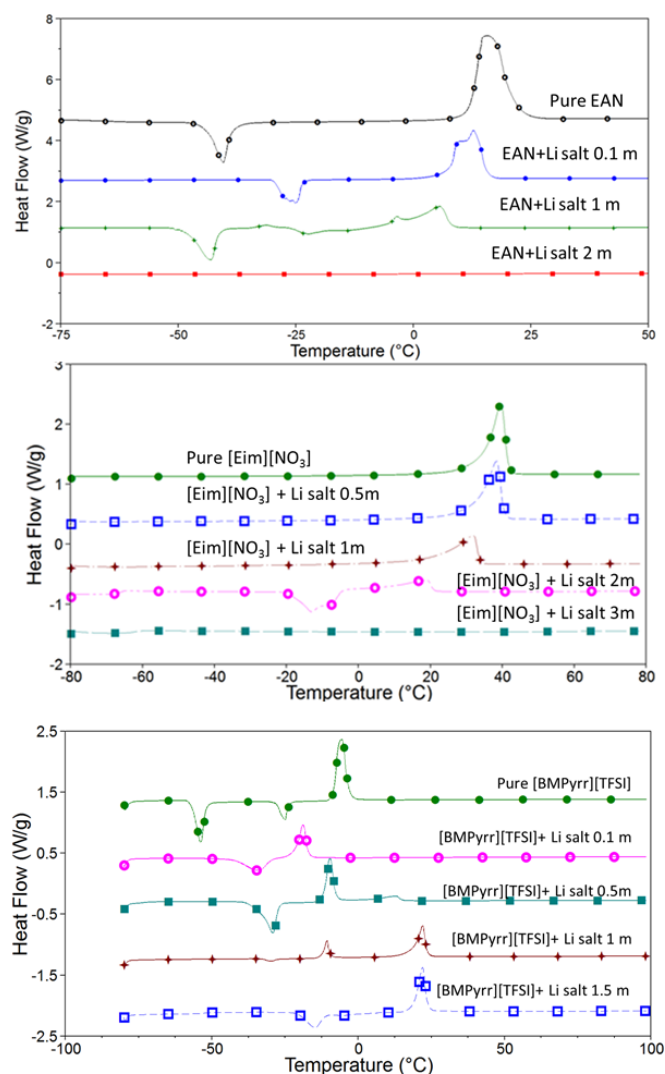 8
6
4
2
0
-2
Heat Flow (W/g)
Pure EAN
EAN+Li salt 0.1 m
EAN+Li salt 1 m
EAN+Li salt 2 m
-75 -50 -25 0 25 50
Temperature (°C)
3
2
1
0
-1
-2
Heat Flow (W/g)
Pure [Eim][NO₃]
[Eim][NO₃] + Li salt 0.5m
[Eim][NO₃] + Li salt 1m
[Eim][NO₃] + Li salt 2m
[Eim][NO₃] + Li salt 3m
-80 -60 -40 -20 0 20 40 60 80
Temperature (°C)
2.5
0.5
-0.5
-1.5
-2.5
Heat Flow (W/g)
Pure [BMPyrr][TFSI]
[BMPyrr][TFSI]+ Li salt 0.1 m
[BMPyrr][TFSI]+ Li salt 0.5m
[BMPyrr][TFSI]+ Li salt 1 m
[BMPyrr][TFSI]+ Li salt 1.5 m
-100 -50 0 50 100
Temperature (°C)